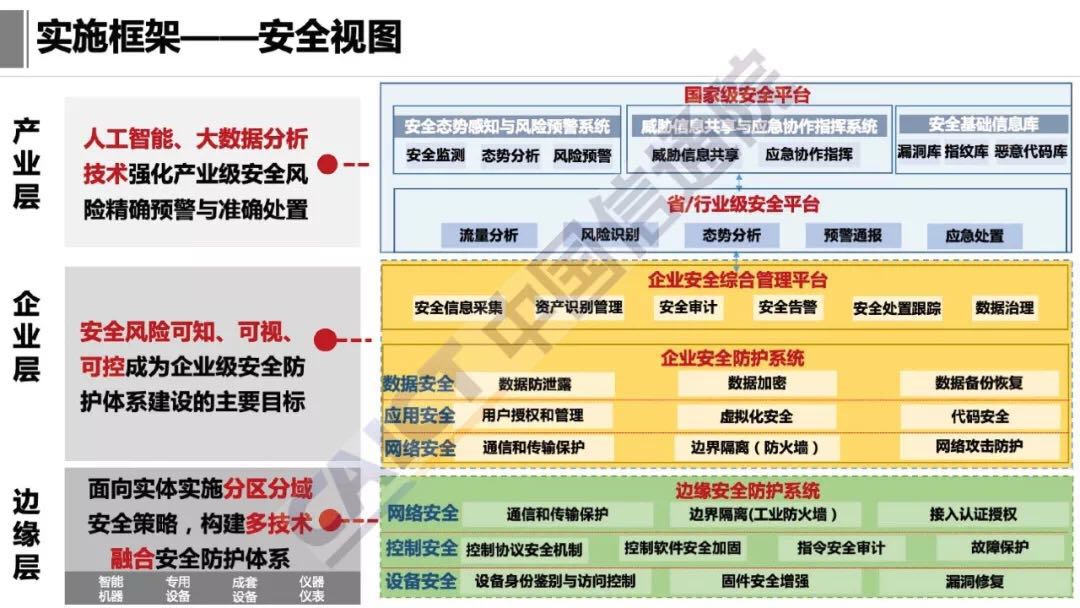 实施框架——安全视图
产业层
人工智能、大数据分析
技术强化产业级安全风
险精确预警与准确处置
国家级安全平台
安全态势感知与风险预警系统
安全监测 态势分析 风险预警
威胁信息共享与应急协作指挥系统
威胁信息共享 应急协作指挥
安全基础信息库
漏洞库 指纹库 恶意代码库
省/行业级安全平台
流量分析 风险识别 态势分析 预警通报 应急处置
企业层
安全风险可知、可视、
可控成为企业级安全防
护体系建设的主要目标
企业安全综合管理平台
安全信息采集 资产识别管理 安全审计 安全告警 安全处置跟踪 数据治理
企业安全防护系统
数据安全 数据防泄露 数据加密 数据备份恢复
应用安全 用户授权和管理 虚拟化安全 代码安全
网络安全 通信和传输保护 边界隔离（防火墙） 网络攻击防护
边缘层
面向实体实施分区分域
安全策略，构建多技术
融合安全防护体系
智能机器 专用设备 成套设备 仪器仪表
边缘安全防护系统
网络安全 通信和传输保护 边界隔离(工业防火墙) 接入认证授权
控制安全 控制协议安全机制 控制软件安全加固 指令安全审计 故障保护
设备安全 设备身份鉴别与访问控制 固件安全增强 漏洞修复
CAICT 中国信通院